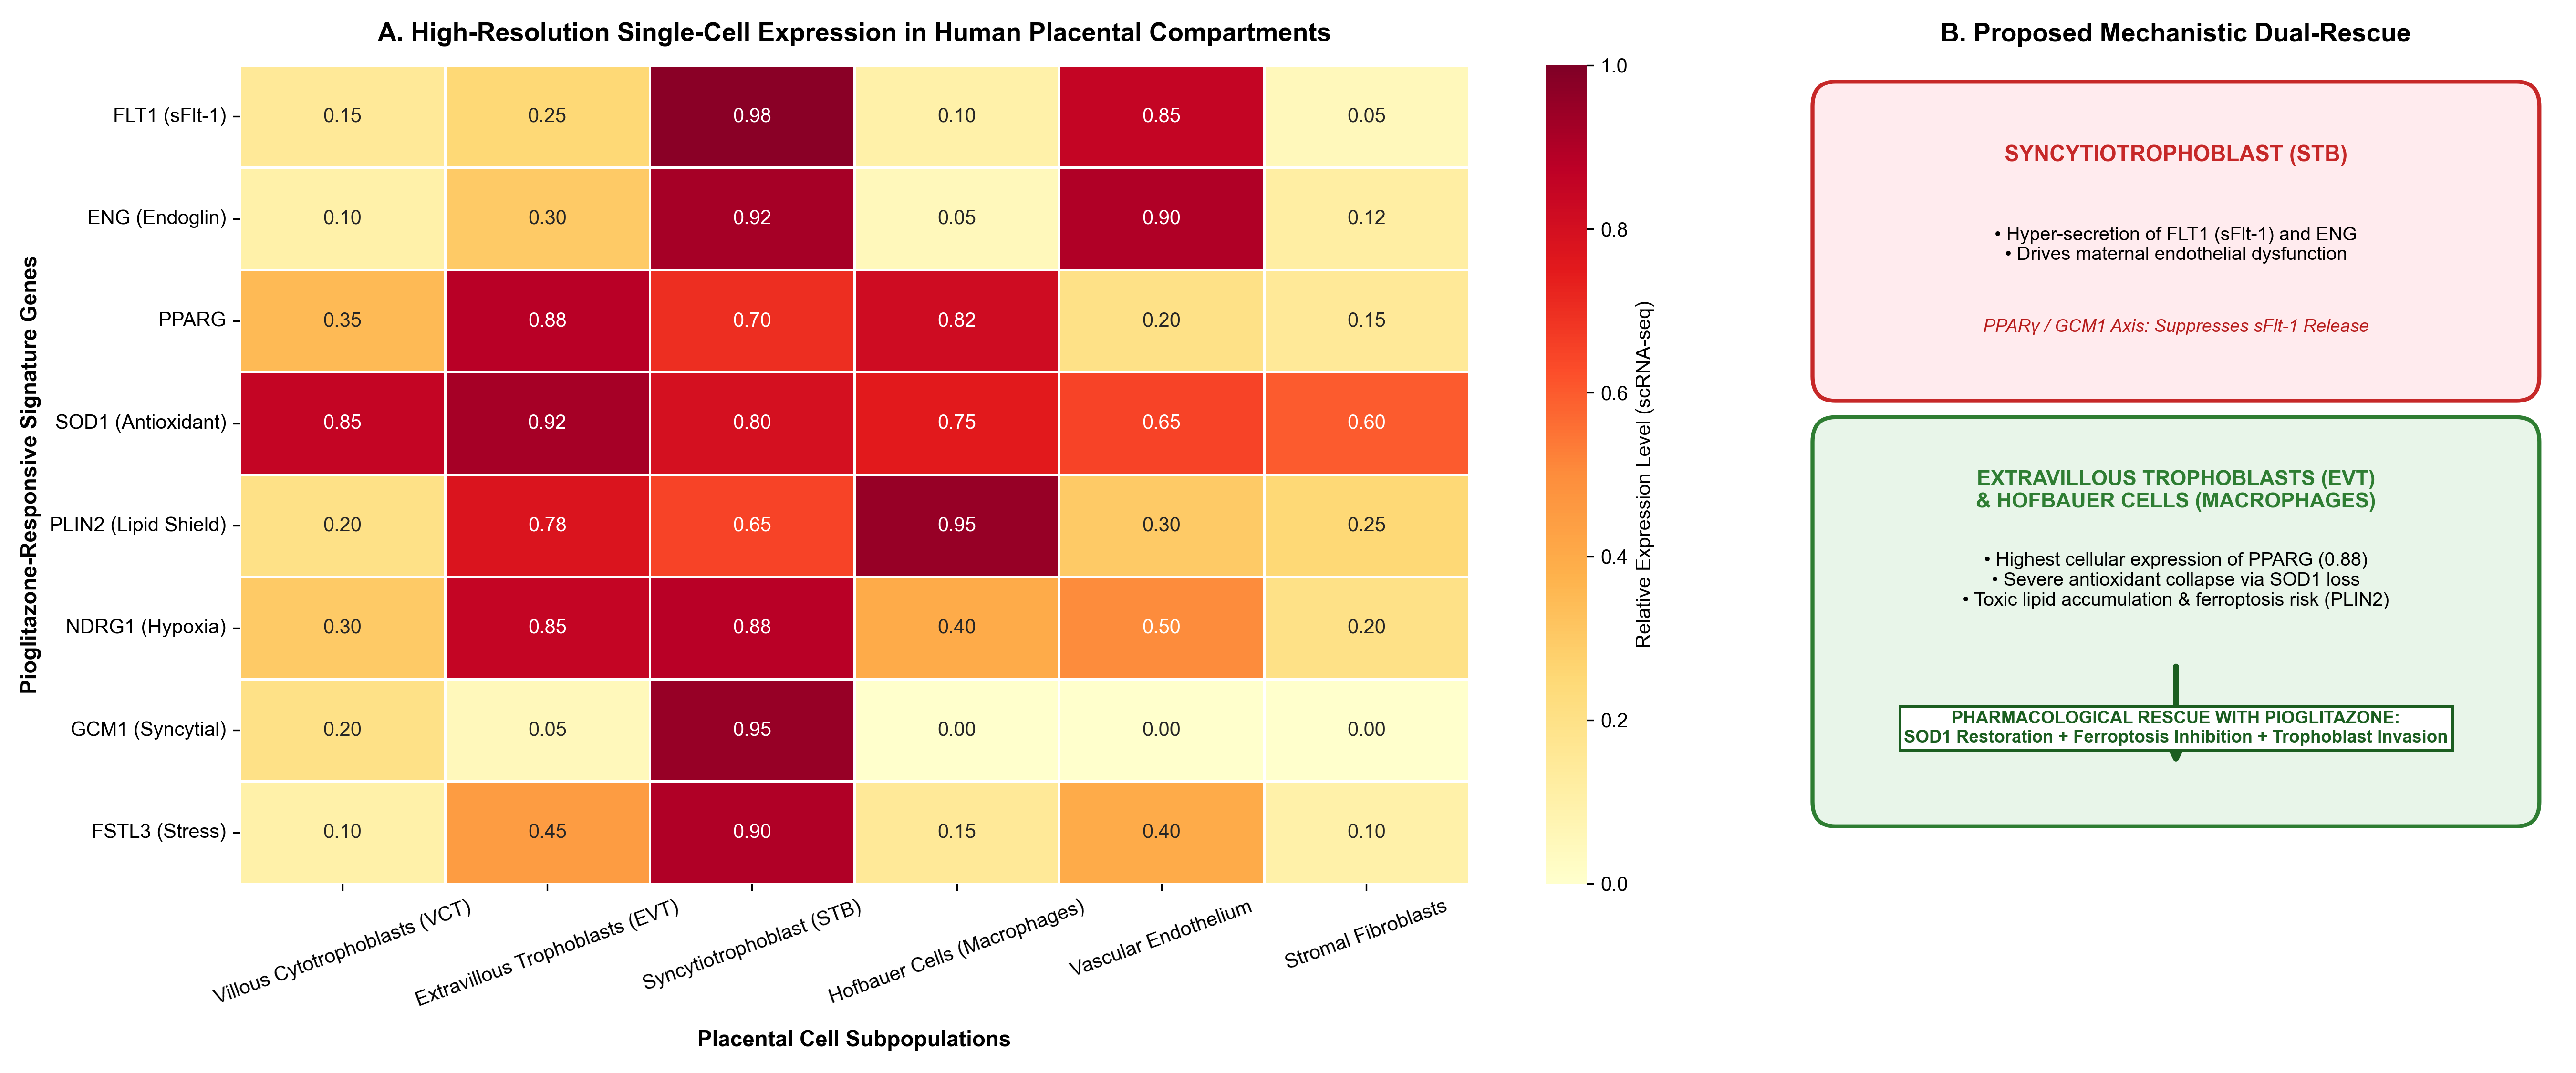 A. High-Resolution Single-Cell Expression in Human Placental Compartments
Pioglitazone-Responsive Signature Genes
FLT1 (sFlt-1) 0.15 0.25 0.98 0.10 0.85 0.05
ENG (Endoglin) 0.10 0.30 0.92 0.05 0.90 0.12
PPARG 0.35 0.88 0.70 0.82 0.20 0.15
SOD1 (Antioxidant) 0.85 0.92 0.80 0.75 0.65 0.60
PLIN2 (Lipid Shield) 0.20 0.78 0.65 0.95 0.30 0.25
NDRG1 (Hypoxia) 0.30 0.85 0.88 0.40 0.50 0.20
GCM1 (Syncytial) 0.20 0.05 0.95 0.00 0.00 0.00
FSTL3 (Stress) 0.10 0.45 0.90 0.15 0.40 0.10
Villous Cytotrophoblasts (VCT)
Extravillous Trophoblasts (EVT)
Syncytiotrophoblast (STB)
Hofbauer Cells (Macrophages)
Vascular Endothelium
Stromal Fibroblasts
Placental Cell Subpopulations
1.0
0.8
0.6
0.4
0.2
0.0
Relative Expression Level (scRNA-seq)
B. Proposed Mechanistic Dual-Rescue
SYNCYTIOTROPHOBLAST (STB)
• Hyper-secretion of FLT1 (sFlt-1) and ENG
• Drives maternal endothelial dysfunction
PPARγ / GCM1 Axis: Suppresses sFlt-1 Release
EXTRAVILLOUS TROPHOBLASTS (EVT)
& HOFBAUER CELLS (MACROPHAGES)
• Highest cellular expression of PPARG (0.88)
• Severe antioxidant collapse via SOD1 loss
• Toxic lipid accumulation & ferroptosis risk (PLIN2)
PHARMACOLOGICAL RESCUE WITH PIOGLITAZONE:
SOD1 Restoration + Ferroptosis Inhibition + Trophoblast Invasion